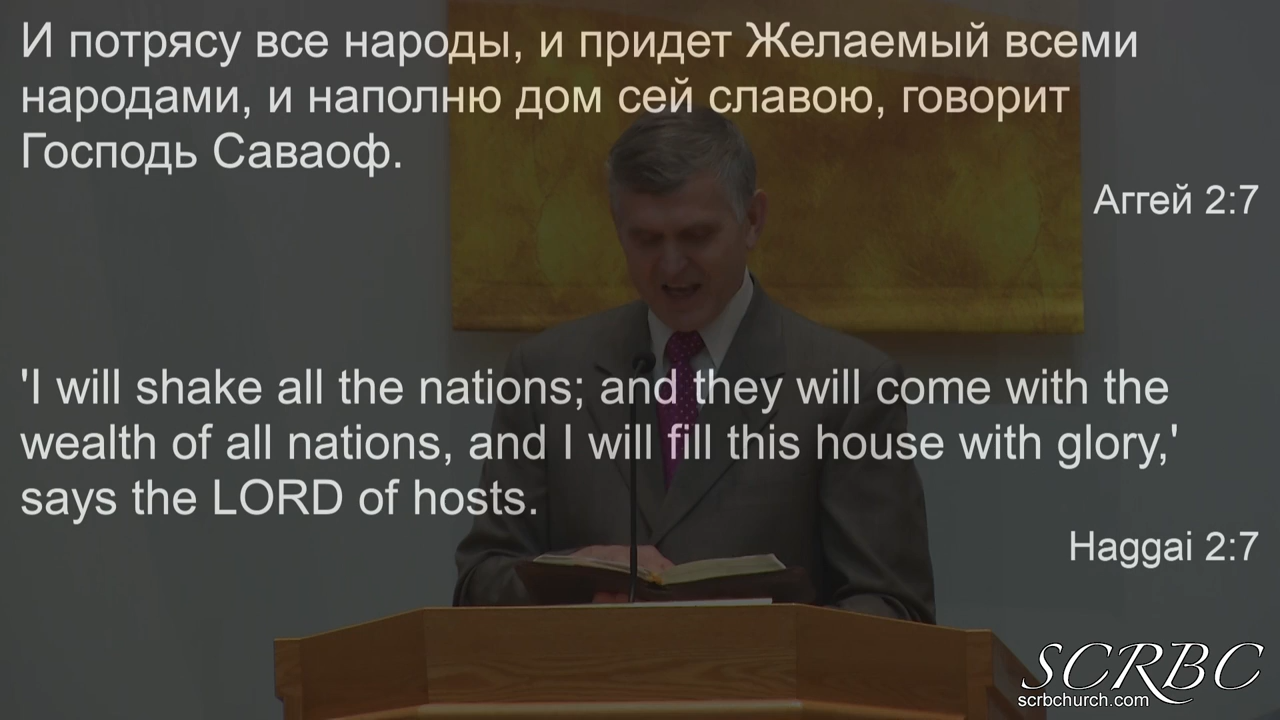 И потрясу все народы, и придет Желаемый всеми
народами, и наполню дом сей славою, говорит
Господь Саваоф.
Аггей 2:7
'I will shake all the nations; and they will come with the
wealth of all nations, and I will fill this house with glory,'
says the LORD of hosts.
Haggai 2:7
SCRBC
scrbchurch.com